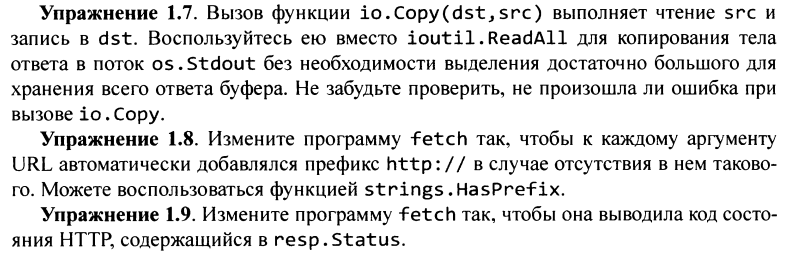 Упражнение 1.7. Вызов функции io.Copy(dst,src) выполняет чтение src и
запись в dst. Воспользуйтесь ею вместо ioutil.ReadAll для копирования тела
ответа в поток os.Stdout без необходимости выделения достаточно большого для
хранения всего ответа буфера. Не забудьте проверить, не произошла ли ошибка при
вызове io.Copy.
Упражнение 1.8. Измените программу fetch так, чтобы к каждому аргументу
URL автоматически добавлялся префикс http:// в случае отсутствия в нем таково-
го. Можете воспользоваться функцией strings.HasPrefix.
Упражнение 1.9. Измените программу fetch так, чтобы она выводила код состо-
яния HTTP, содержащийся в resp.Status.